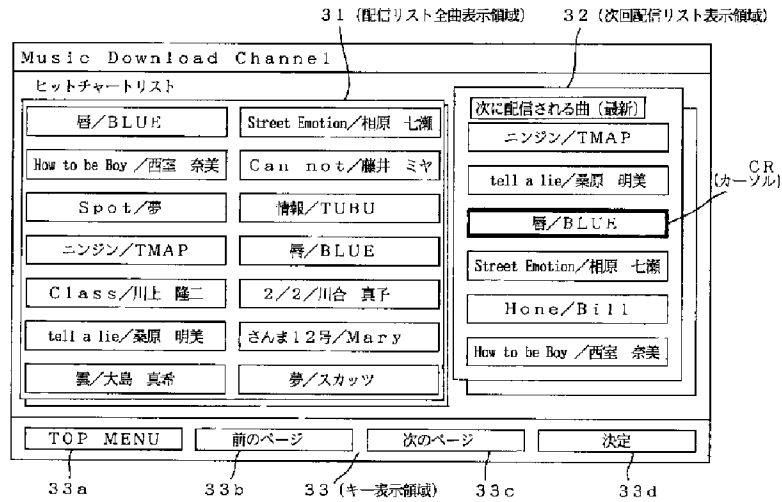 31(配信リスト全曲表示領域) 32(次回配信リスト表示領域)
Music Download Channel
ヒットチャートリスト
唇/BLUE
Street Emotion/相原 七瀬
How to be Boy/西室 奈美
Can not/藤井 ミヤ
Spot/夢
情報/TUBU
ニンジン/TMAP
唇/BLUE
Class/川上 隆二
2/2/川合 真子
tell a lie/桑原 明美
さんま12号/Mary
雲/大島 真希
夢/スカッツ
次に配信される曲(最新)
ニンジン/TMAP
tell a lie/桑原 明美
唇/BLUE
Street Emotion/相原 七瀬
Hone/Bill
How to be Boy/西室 奈美
CR
(カーソル)
TOP MENU 前のページ 次のページ 決定
33a 33b 33(キー表示領域) 33c 33d